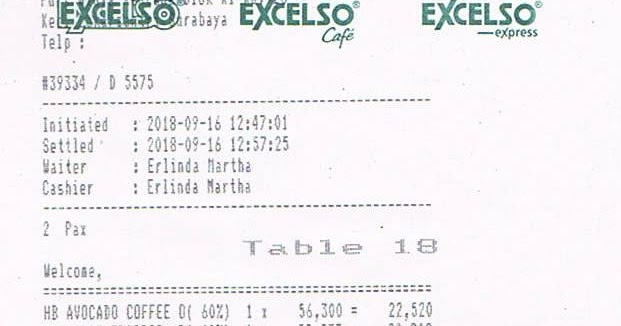 EXCELSO® EXCELSO® Café EXCELSO® express
Telp :
#39334 / D 5575
Initiated : 2018-09-16 12:47:01
Settled : 2018-09-16 12:57:25
Waiter : Erlinda Martha
Cashier : Erlinda Martha
2 Pax
Table 18
Welcome,
HB AVOCADO COFFEE D( 60%) 1 x 56,300 = 22,520